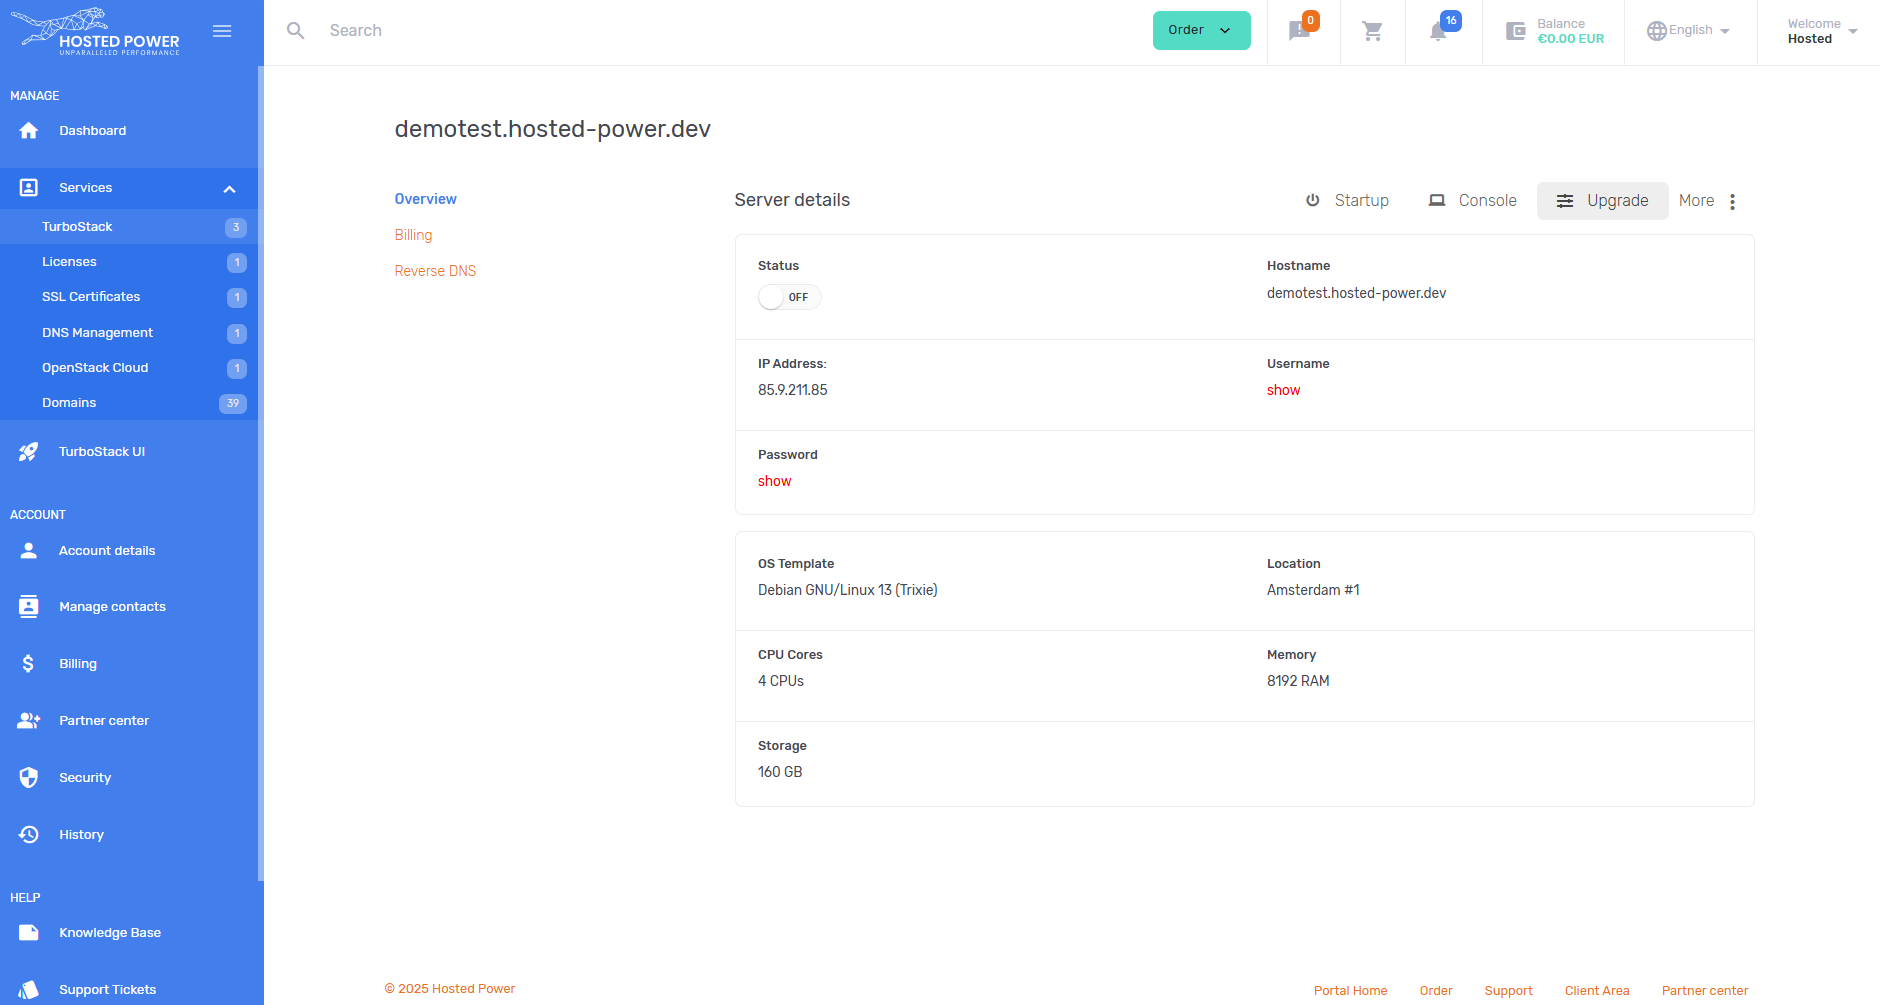 HOSTED POWER
UNPARALLELED PERFORMANCE
MANAGE
Dashboard
Services
TurboStack 3
Licenses 1
SSL Certificates 1
DNS Management 1
OpenStack Cloud 1
Domains 39
TurboStack UI
ACCOUNT
Account details
Manage contacts
Billing
Partner center
Security
History
HELP
Knowledge Base
Support Tickets
Search
Order
0
16
Balance
€0.00 EUR
English
Welcome
Hosted
demotest.hosted-power.dev
Overview
Billing
Reverse DNS
Server details
Startup
Console
Upgrade
More
Status
OFF
Hostname
demotest.hosted-power.dev
IP Address:
85.9.211.85
Username
show
Password
show
OS Template
Debian GNU/Linux 13 (Trixie)
Location
Amsterdam #1
CPU Cores
4 CPUs
Memory
8192 RAM
Storage
160 GB
© 2025 Hosted Power
Portal Home
Order
Support
Client Area
Partner center